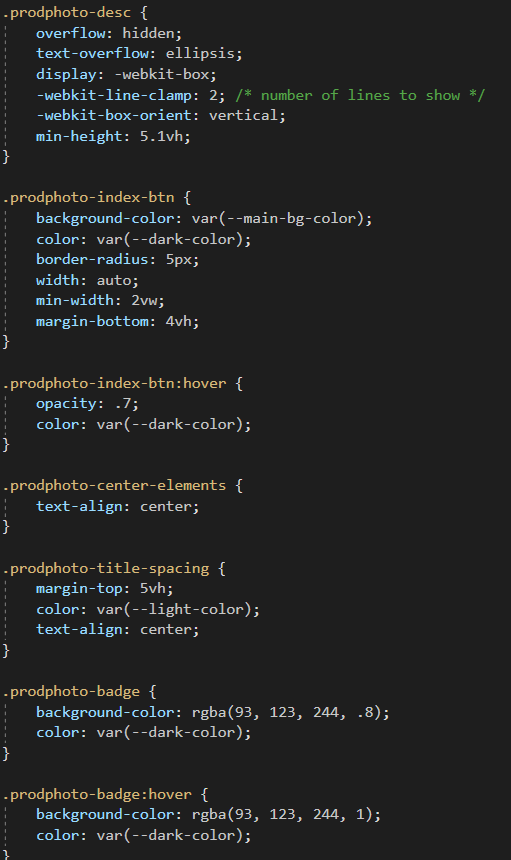 .prodphoto-desc {
overflow: hidden;
text-overflow: ellipsis;
display: -webkit-box;
-webkit-line-clamp: 2; /* number of lines to show */
-webkit-box-orient: vertical;
min-height: 5.1vh;
}
.prodphoto-index-btn {
background-color: var(--main-bg-color);
color: var(--dark-color);
border-radius: 5px;
width: auto;
min-width: 2vw;
margin-bottom: 4vh;
}
.prodphoto-index-btn:hover {
opacity: .7;
color: var(--dark-color);
}
.prodphoto-center-elements {
text-align: center;
}
.prodphoto-title-spacing {
margin-top: 5vh;
color: var(--light-color);
text-align: center;
}
.prodphoto-badge {
background-color: rgba(93, 123, 244, .8);
color: var(--dark-color);
}
.prodphoto-badge:hover {
background-color: rgba(93, 123, 244, 1);
color: var(--dark-color);
}